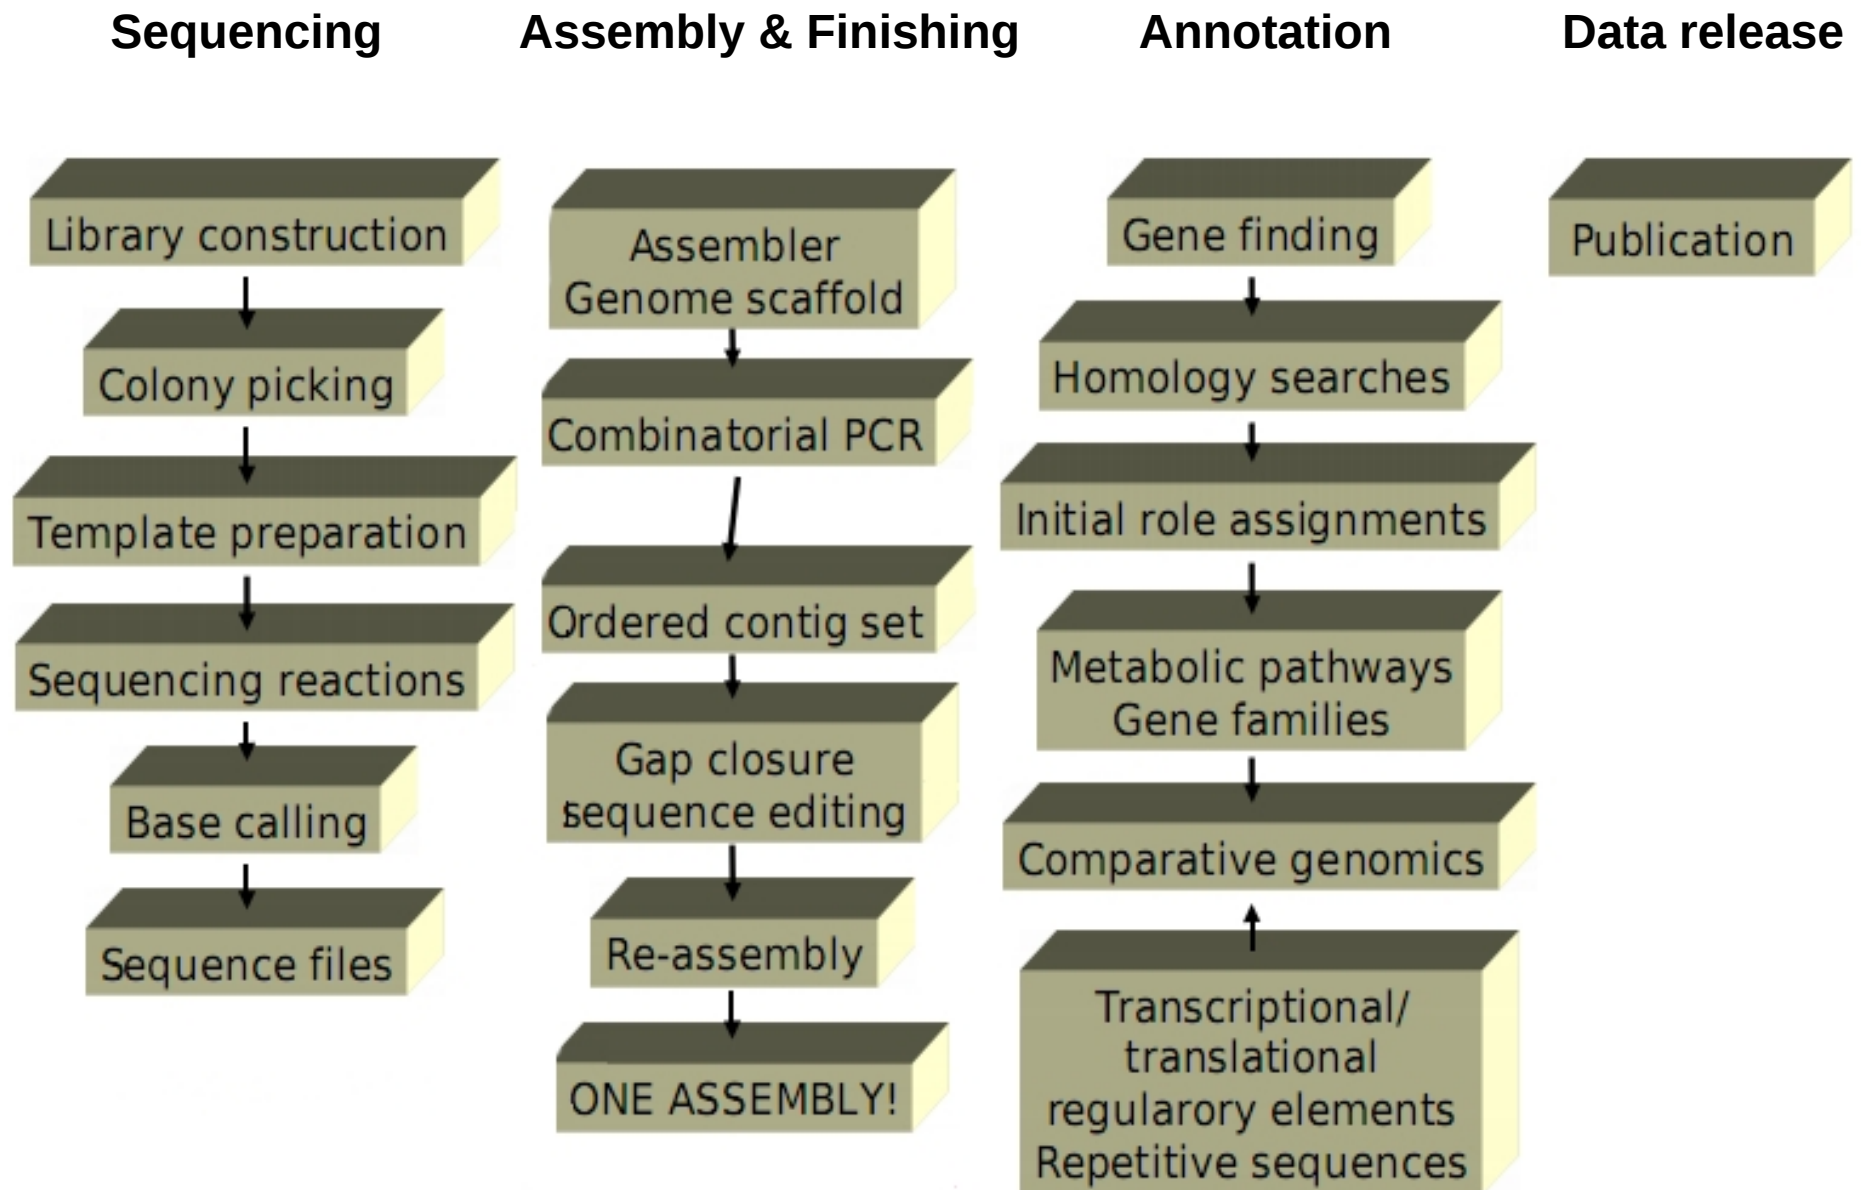 Sequencing
Assembly & Finishing
Annotation
Data release
Library construction
Colony picking
Template preparation
Sequencing reactions
Base calling
Sequence files
Assembler
Genome scaffold
Combinatorial PCR
Ordered contig set
Gap closure
sequence editing
Re-assembly
ONE ASSEMBLY!
Gene finding
Homology searches
Initial role assignments
Metabolic pathways
Gene families
Comparative genomics
Transcriptional/
translational
regularory elements
Repetitive sequences
Publication